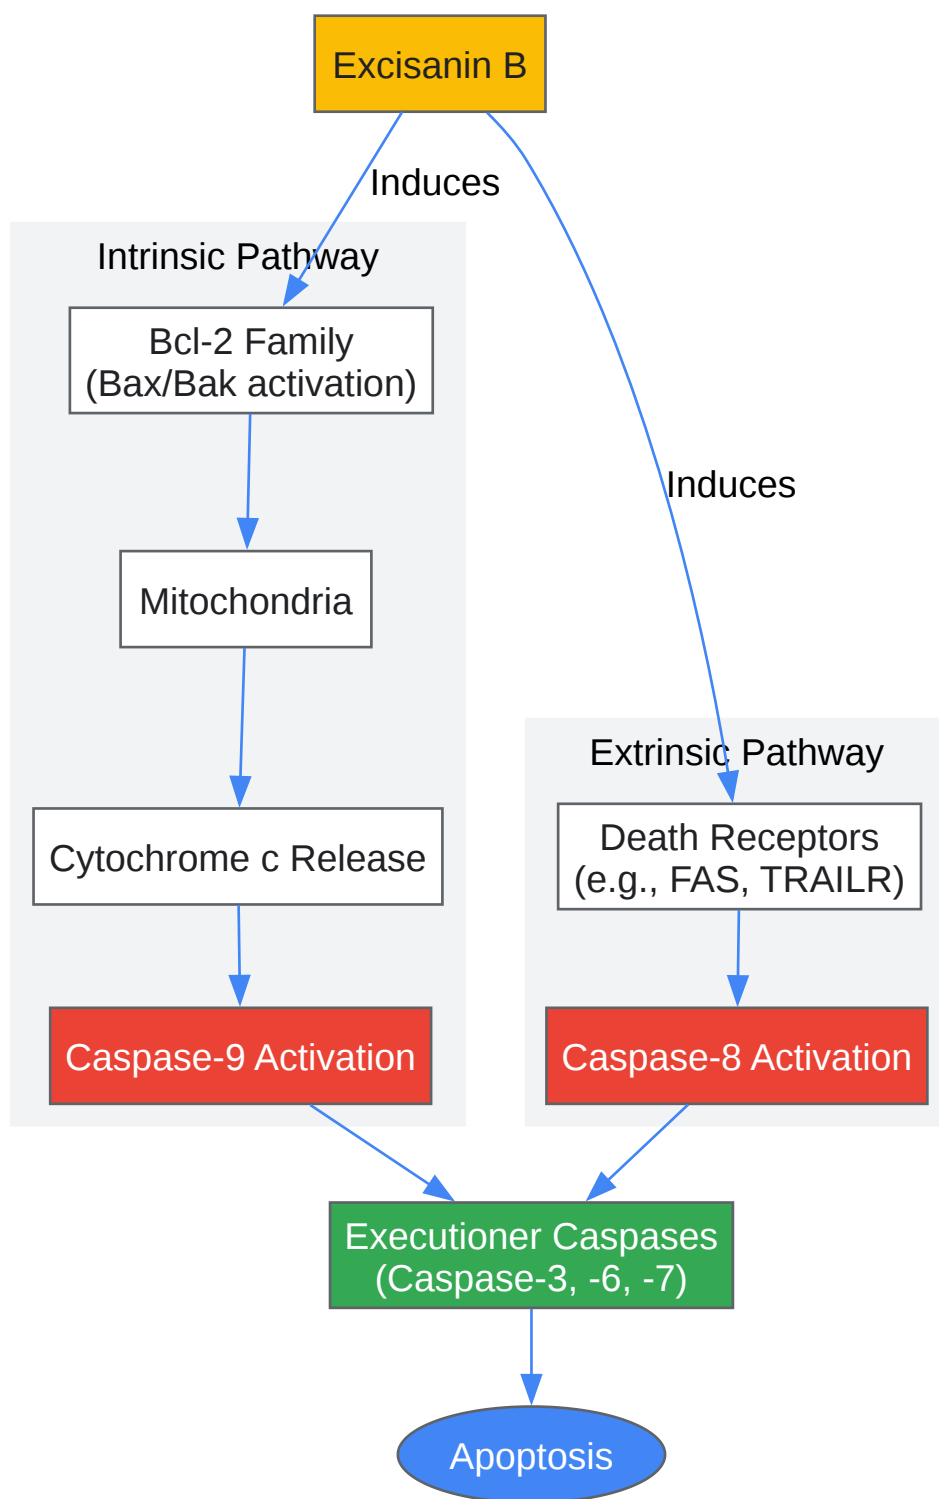 Excisanin B
Induces
Intrinsic Pathway
Bcl-2 Family
(Bax/Bak activation)
Mitochondria
Cytochrome c Release
Caspase-9 Activation
Induces
Extrinsic Pathway
Death Receptors
(e.g., FAS, TRAILR)
Caspase-8 Activation
Executioner Caspases
(Caspase-3, -6, -7)
Apoptosis